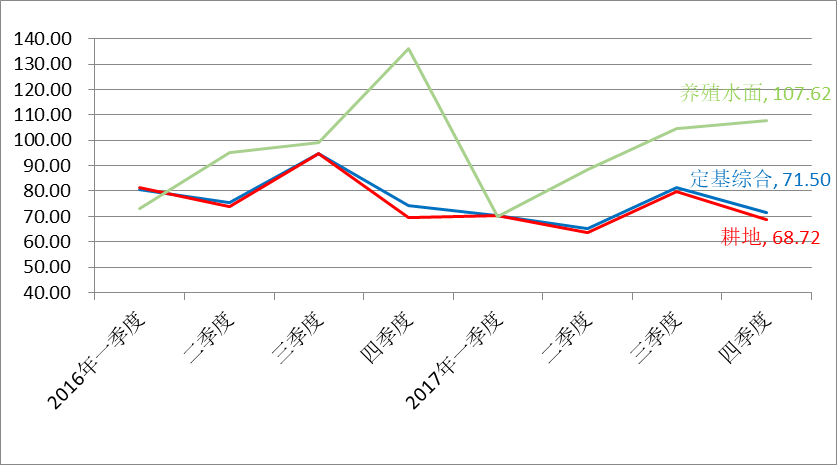 140.00
130.00
120.00
110.00
100.00
90.00
80.00
70.00
60.00
50.00
40.00
养殖水面, 107.62
定基综合, 71.50
耕地, 68.72
2016年一季度
二季度
三季度
四季度
2017年一季度
二季度
三季度
四季度